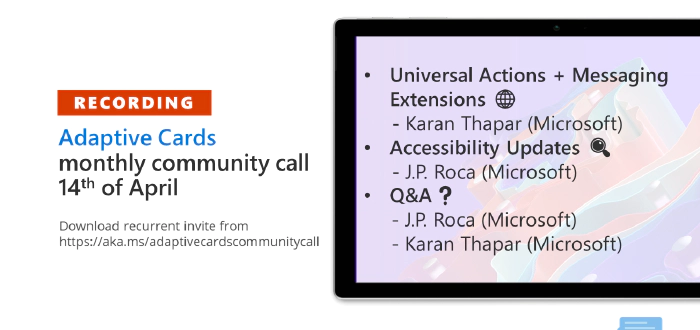 RECORDING
Adaptive Cards
monthly community call
14th of April
Download recurrent invite from
https://aka.ms/adaptivecardscommunitycall
• Universal Actions + Messaging
Extensions
- Karan Thapar (Microsoft)
• Accessibility Updates
- J.P. Roca (Microsoft)
• Q&A ?
- J.P. Roca (Microsoft)
- Karan Thapar (Microsoft)